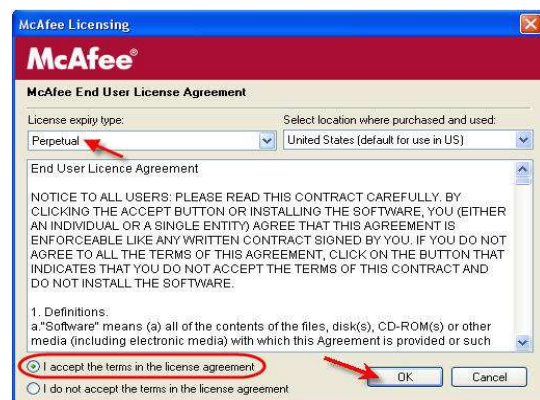 McAfee Licensing
McAfee®
McAfee End User License Agreement
License expiry type:
Select location where purchased and used:
Perpetual
United States (default for use in US)
End User Licence Agreement
NOTICE TO ALL USERS: PLEASE READ THIS CONTRACT CAREFULLY. BY
CLICKING THE ACCEPT BUTTON OR INSTALLING THE SOFTWARE, YOU (EITHER
AN INDIVIDUAL OR A SINGLE ENTITY) AGREE THAT THIS AGREEMENT IS
ENFORCEABLE LIKE ANY WRITTEN CONTRACT SIGNED BY YOU. IF YOU DO NOT
AGREE TO ALL THE TERMS OF THIS AGREEMENT, CLICK ON THE BUTTON THAT
INDICATES THAT YOU DO NOT ACCEPT THE TERMS OF THIS CONTRACT AND
DO NOT INSTALL THE SOFTWARE.
1. Definitions.
a."Software" means (a) all of the contents of the files, disk(s), CD-ROM(s) or other
media (including electronic media) with which this Agreement is provided or such
I accept the terms in the license agreement
I do not accept the terms in the license agreement
OK
Cancel